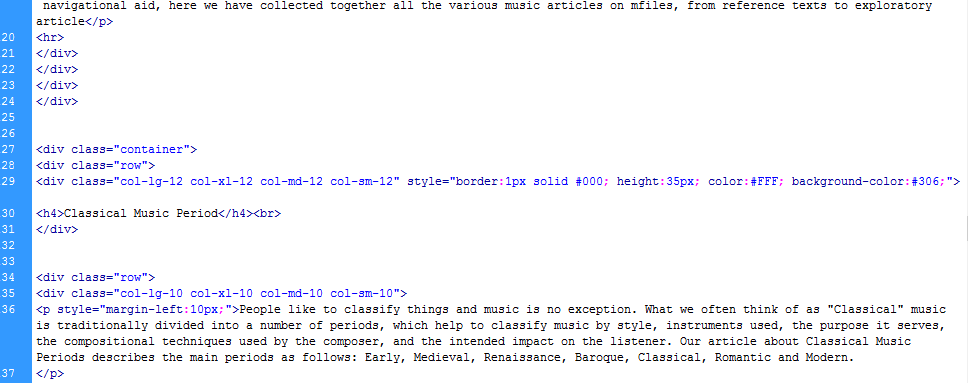 navigational aid, here we have collected together all the various music articles on mfiles, from reference texts to exploratory
article</p>
20 <hr>
21 </div>
22 </div>
23 </div>
24 </div>
25
26
27 <div class="container">
28 <div class="row">
29 <div class="col-lg-12 col-xl-12 col-md-12 col-sm-12" style="border:1px solid #000; height:35px; color:#FFF; background-color:#306;">
30 <h4>Classical Music Period</h4><br>
31 </div>
32
33
34 <div class="row">
35 <div class="col-lg-10 col-xl-10 col-md-10 col-sm-10">
36 <p style="margin-left:10px;">People like to classify things and music is no exception. What we often think of as "Classical" music
is traditionally divided into a number of periods, which help to classify music by style, instruments used, the purpose it serves,
the compositional techniques used by the composer, and the intended impact on the listener. Our article about Classical Music
Periods describes the main periods as follows: Early, Medieval, Renaissance, Baroque, Classical, Romantic and Modern.
37 </p>